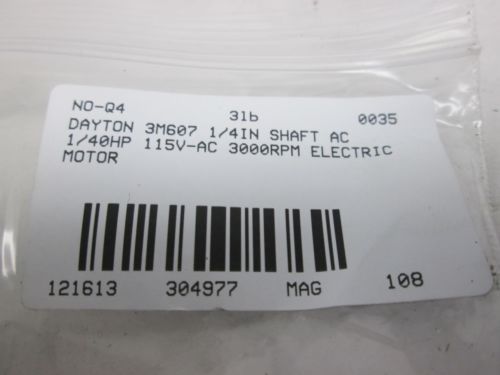 NO-Q4 3lb 0035
DAYTON 3M607 1/4IN SHAFT AC
1/40HP 115V-AC 3000RPM ELECTRIC
MOTOR
121613 304977 MAG 108